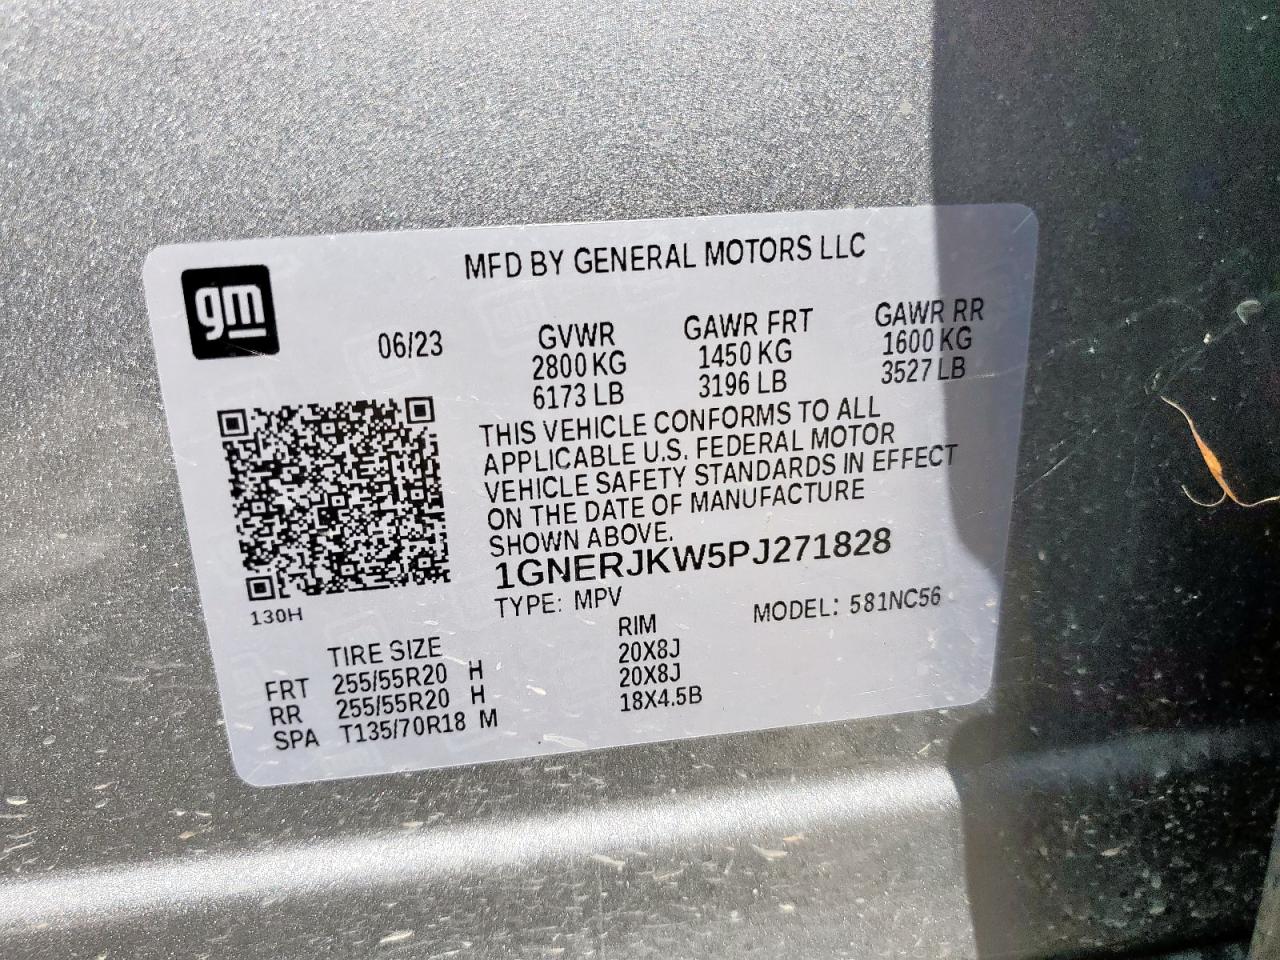 MFD BY GENERAL MOTORS LLC
gm
06/23
GVWR GAWR FRT GAWR RR
2800 KG 1450 KG 1600 KG
6173 LB 3196 LB 3527 LB
THIS VEHICLE CONFORMS TO ALL
APPLICABLE U.S. FEDERAL MOTOR
VEHICLE SAFETY STANDARDS IN EFFECT
ON THE DATE OF MANUFACTURE
SHOWN ABOVE.
1GNERJKW5PJ271828
TYPE: MPV MODEL: 581NC56
130H
TIRE SIZE RIM
FRT 255/55R20 H 20X8J
RR 255/55R20 H 20X8J
SPA T135/70R18 M 18X4.5B